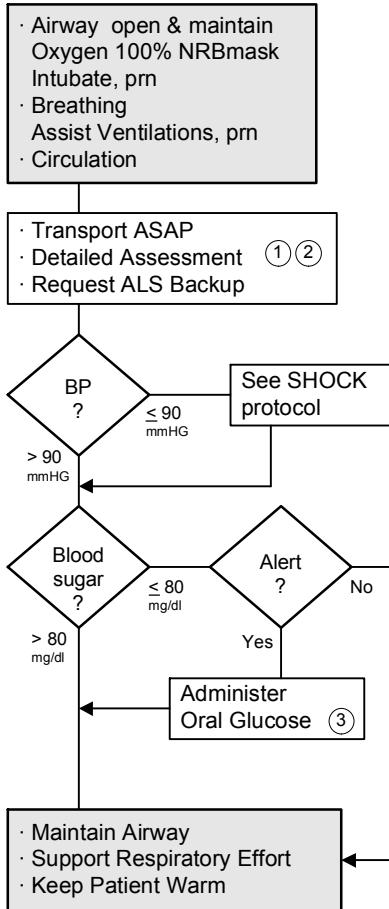 · Airway open & maintain
Oxygen 100% NRBmask
Intubate, prn
· Breathing
Assist Ventilations, prn
· Circulation
· Transport ASAP
· Detailed Assessment ① ②
· Request ALS Backup
BP
?
≤ 90
mmHG
See SHOCK
protocol
> 90
mmHG
Blood
sugar
?
≤ 80
mg/dl
Alert
?
No
> 80
mg/dl
Yes
Administer
Oral Glucose ③
· Maintain Airway
· Support Respiratory Effort
· Keep Patient Warm